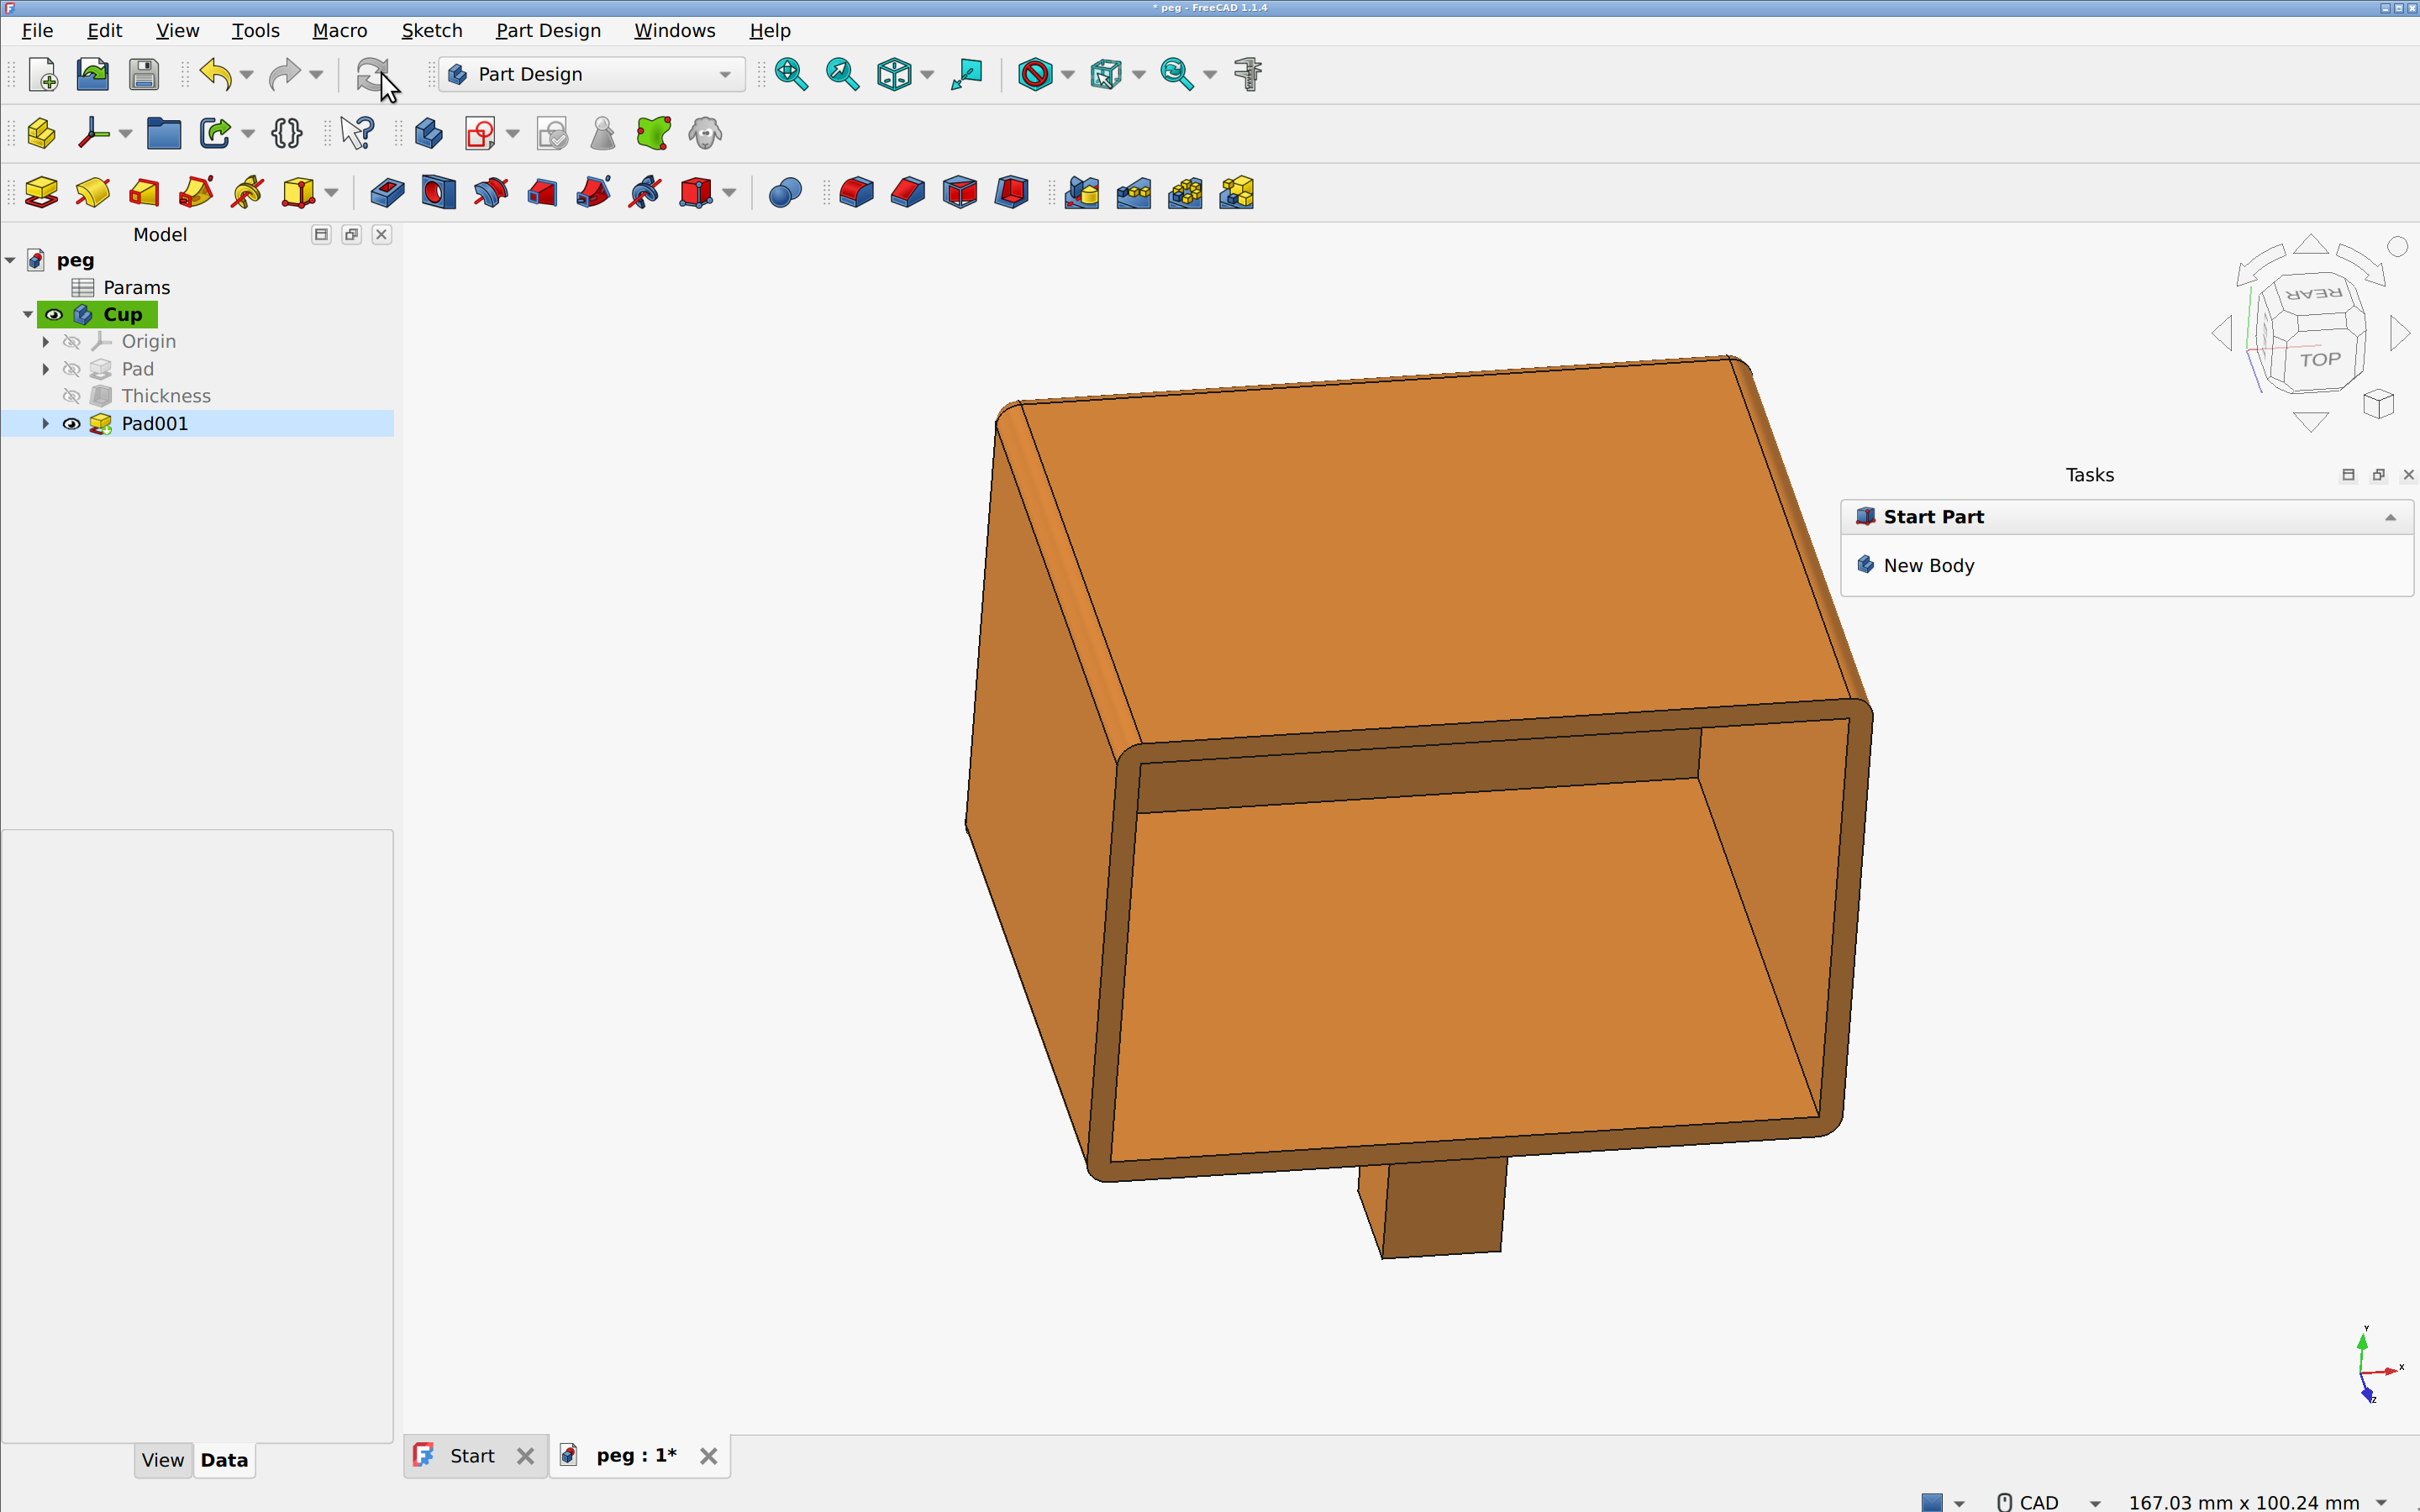 * peg - FreeCAD 1.1.4
File Edit View Tools Macro Sketch Part Design Windows Help
Part Design
Model
peg
Params
Cup
Origin
Pad
Thickness
Pad001
REAR
TOP
Tasks
Start Part
New Body
Y
X
Z
View Data
Start
peg : 1*
CAD
167.03 mm x 100.24 mm